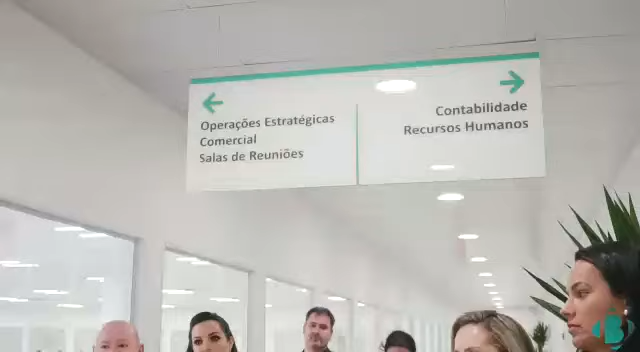 Operações Estratégicas
Comercial
Salas de Reuniões
Contabilidade
Recursos Humanos